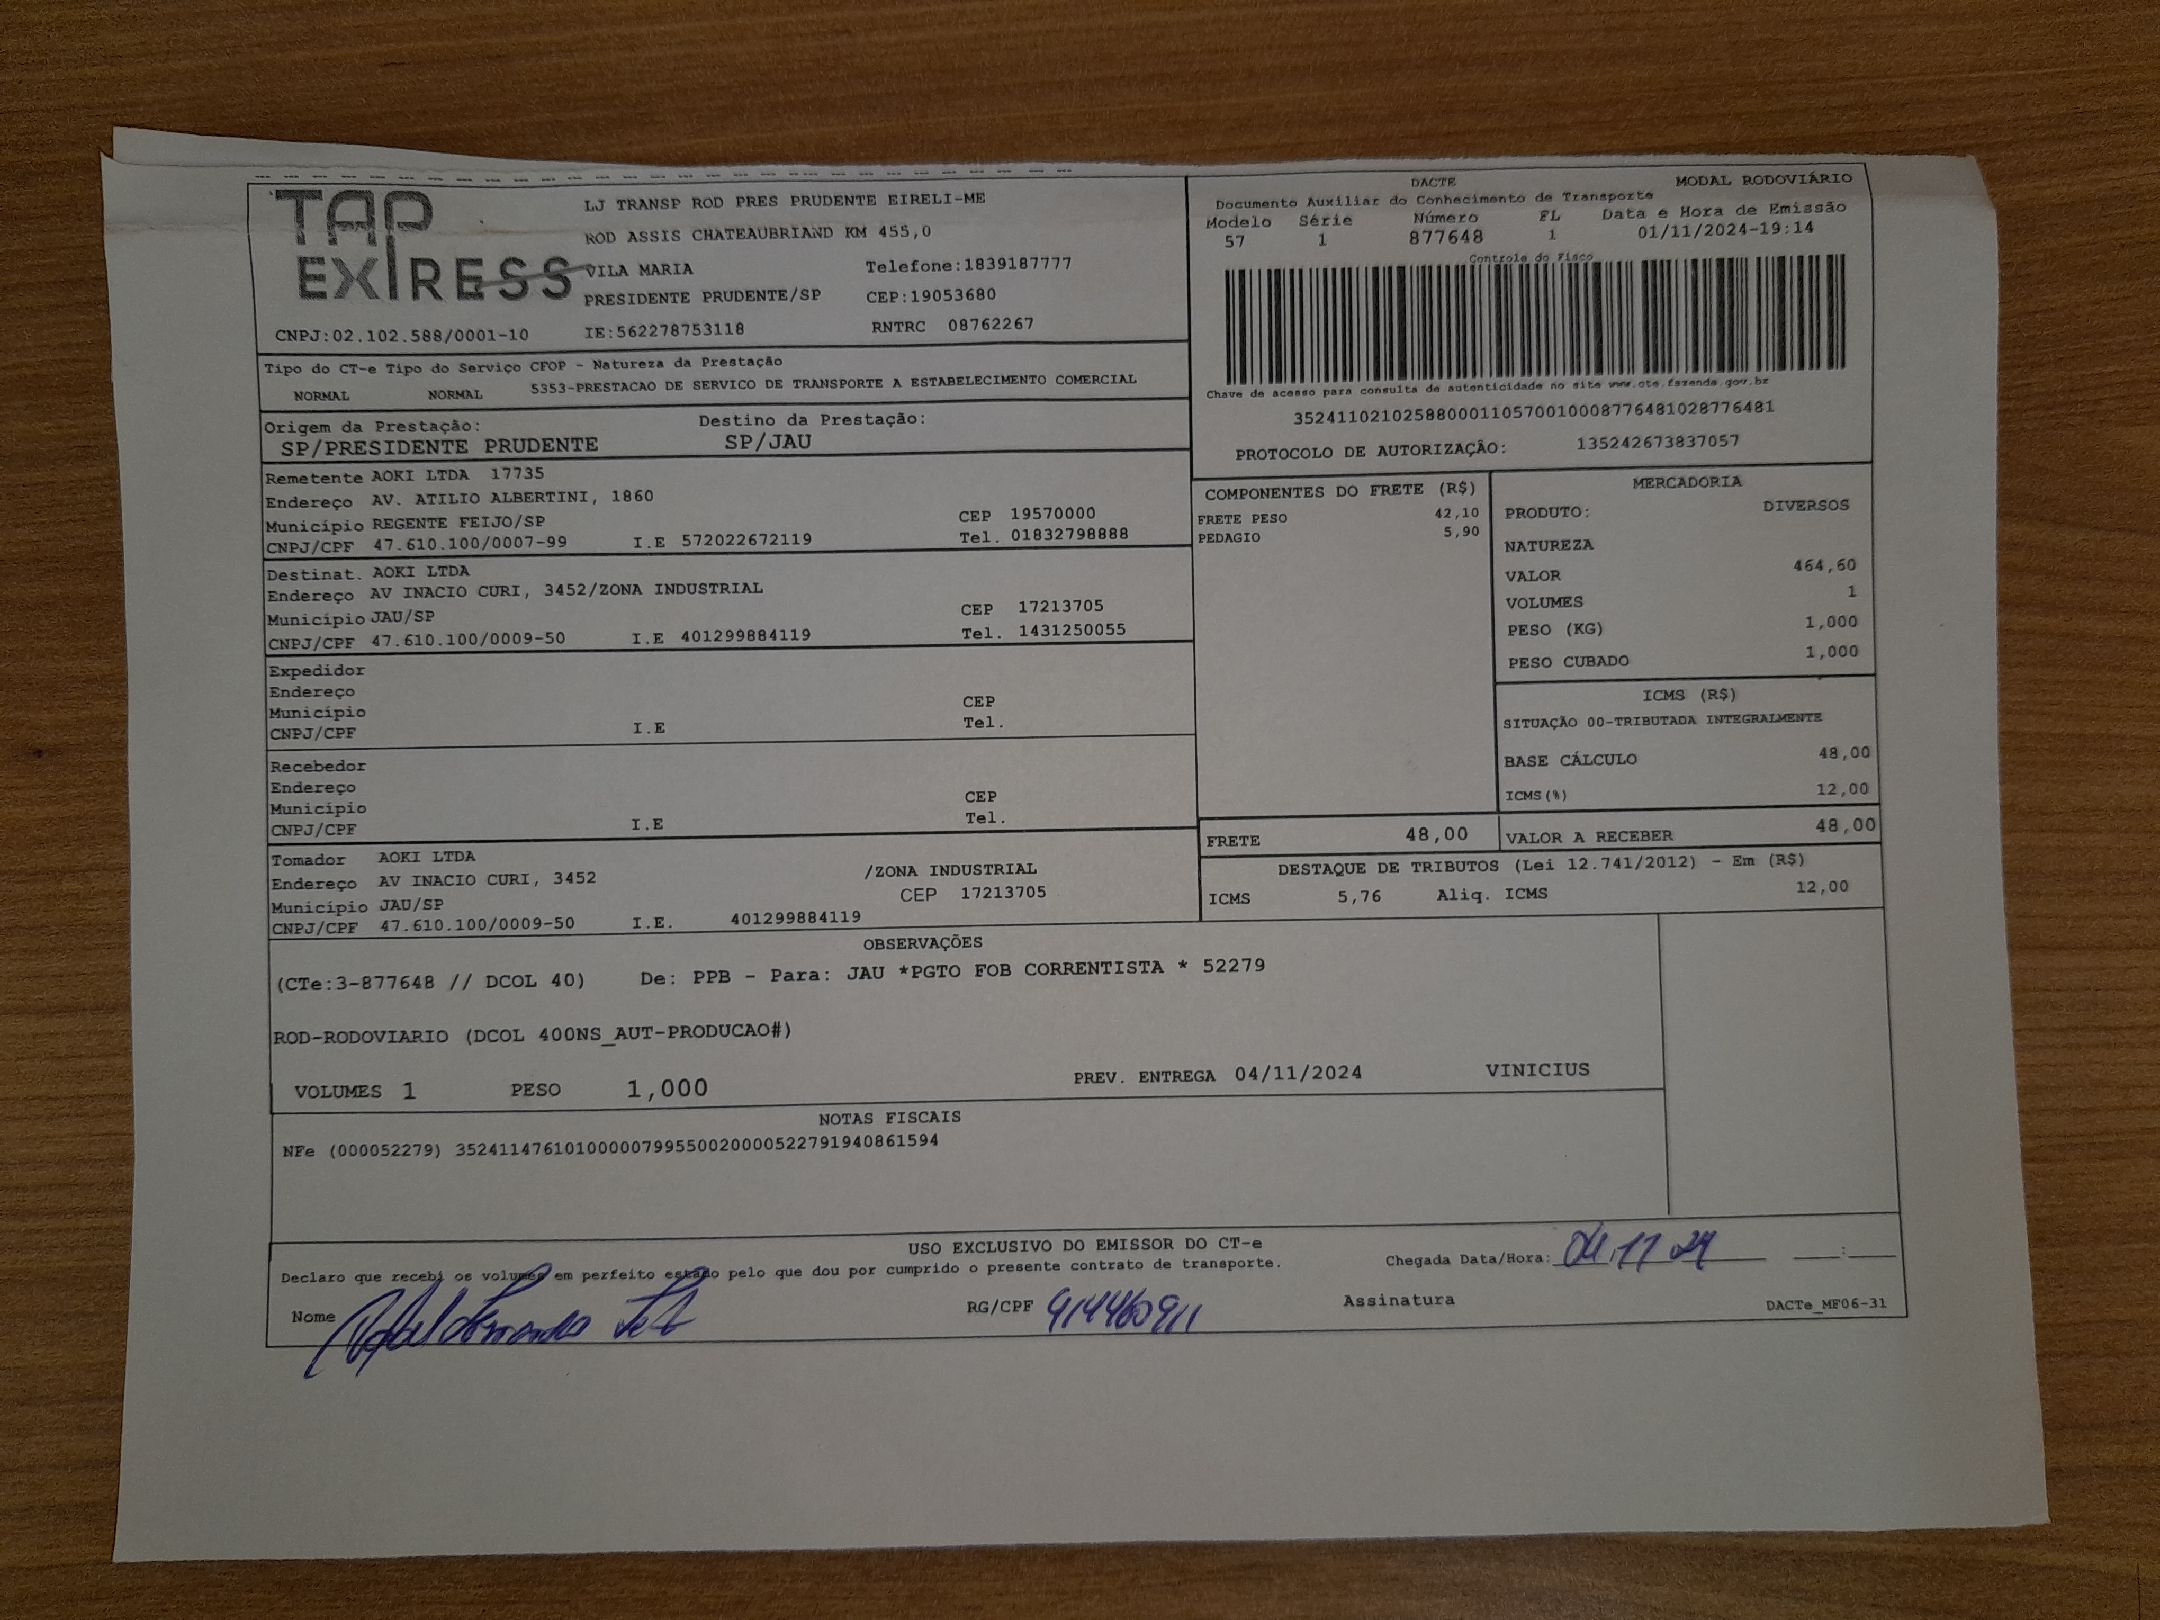 TAP EXPRESS
LJ TRANSP ROD PRES PRUDENTE EIRELI-ME
ROD ASSIS CHATEAUBRIAND KM 455,0
VILA MARIA Telefone:1839187777
PRESIDENTE PRUDENTE/SP CEP:19053680
CNPJ:02.102.588/0001-10 IE:562278753118 RNTRC 08762267
DACTE MODAL RODOVIÁRIO
Documento Auxiliar do Conhecimento de Transporte
Modelo Série Número FL Data e Hora de Emissão
57 1 877648 1 01/11/2024-19:14
Controle do Fisco
Chave de acesso para consulta de autenticidade no site www.cte.fazenda.gov.br
35241102102588000110570010008776481028776481
PROTOCOLO DE AUTORIZAÇÃO: 135242673837057
Tipo do CT-e Tipo do Serviço CFOP - Natureza da Prestação
NORMAL NORMAL 5353-PRESTACAO DE SERVICO DE TRANSPORTE A ESTABELECIMENTO COMERCIAL
Origem da Prestação: Destino da Prestação:
SP/PRESIDENTE PRUDENTE SP/JAU
Remetente AOKI LTDA 17735
Endereço AV. ATILIO ALBERTINI, 1860
Município REGENTE FEIJO/SP CEP 19570000
CNPJ/CPF 47.610.100/0007-99 I.E 572022672119 Tel. 01832798888
Destinat. AOKI LTDA
Endereço AV INACIO CURI, 3452/ZONA INDUSTRIAL
Município JAU/SP CEP 17213705
CNPJ/CPF 47.610.100/0009-50 I.E 401299884119 Tel. 1431250055
Expedidor
Endereço CEP
Município Tel.
CNPJ/CPF I.E
Recebedor
Endereço CEP
Município Tel.
CNPJ/CPF I.E
Tomador AOKI LTDA
Endereço AV INACIO CURI, 3452 /ZONA INDUSTRIAL
Município JAU/SP CEP 17213705
CNPJ/CPF 47.610.100/0009-50 I.E. 401299884119
COMPONENTES DO FRETE (R$)
FRETE PESO 42,10
PEDAGIO 5,90
MERCADORIA
PRODUTO: DIVERSOS
NATUREZA
VALOR 464,60
VOLUMES 1
PESO (KG) 1,000
PESO CUBADO 1,000
ICMS (R$)
SITUAÇÃO 00-TRIBUTADA INTEGRALMENTE
BASE CÁLCULO 48,00
ICMS(%) 12,00
FRETE 48,00 VALOR A RECEBER 48,00
DESTAQUE DE TRIBUTOS (Lei 12.741/2012) - Em (R$)
ICMS 5,76 Aliq. ICMS 12,00
OBSERVAÇÕES
(CTe:3-877648 // DCOL 40) De: PPB - Para: JAU *PGTO FOB CORRENTISTA * 52279
ROD-RODOVIARIO (DCOL 400NS_AUT-PRODUCAO#)
VOLUMES 1 PESO 1,000 PREV. ENTREGA 04/11/2024 VINICIUS
NOTAS FISCAIS
NFe (000052279) 35241147610100000799550020000522791940861594
USO EXCLUSIVO DO EMISSOR DO CT-e
Declaro que recebi os volumes em perfeito estado pelo que dou por cumprido o presente contrato de transporte. Chegada Data/Hora: 04.11 24 :
Nome RG/CPF 414460911 Assinatura DACTe_MF06-31